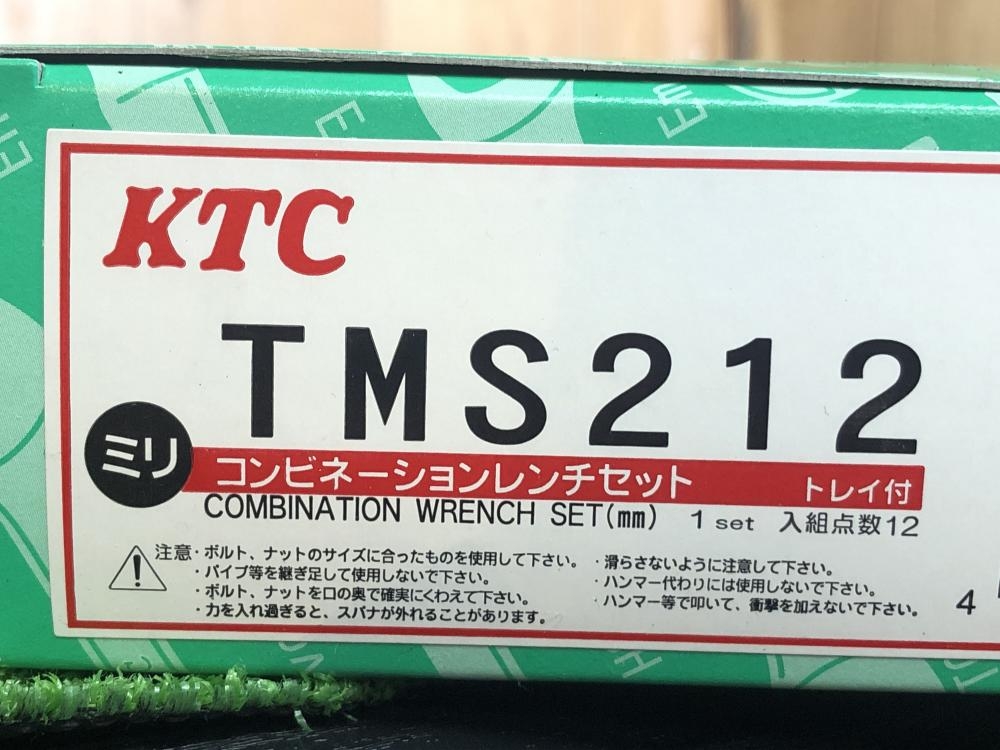 KTC
TMS212
ミリ
コンビネーションレンチセット トレイ付
COMBINATION WRENCH SET(mm) 1 set 入組点数12
注意・ボルト、ナットのサイズに合ったものを使用して下さい。
・パイプ等を継ぎ足して使用しないで下さい。
・ボルト、ナットを口の奥で確実にくわえて下さい。
・力を入れ過ぎると、スパナが外れることがあります。
・滑らさないように注意して下さい。
・ハンマー代わりには使用しないで下さい。
・ハンマー等で叩いて、衝撃を加えないで下さい。
4